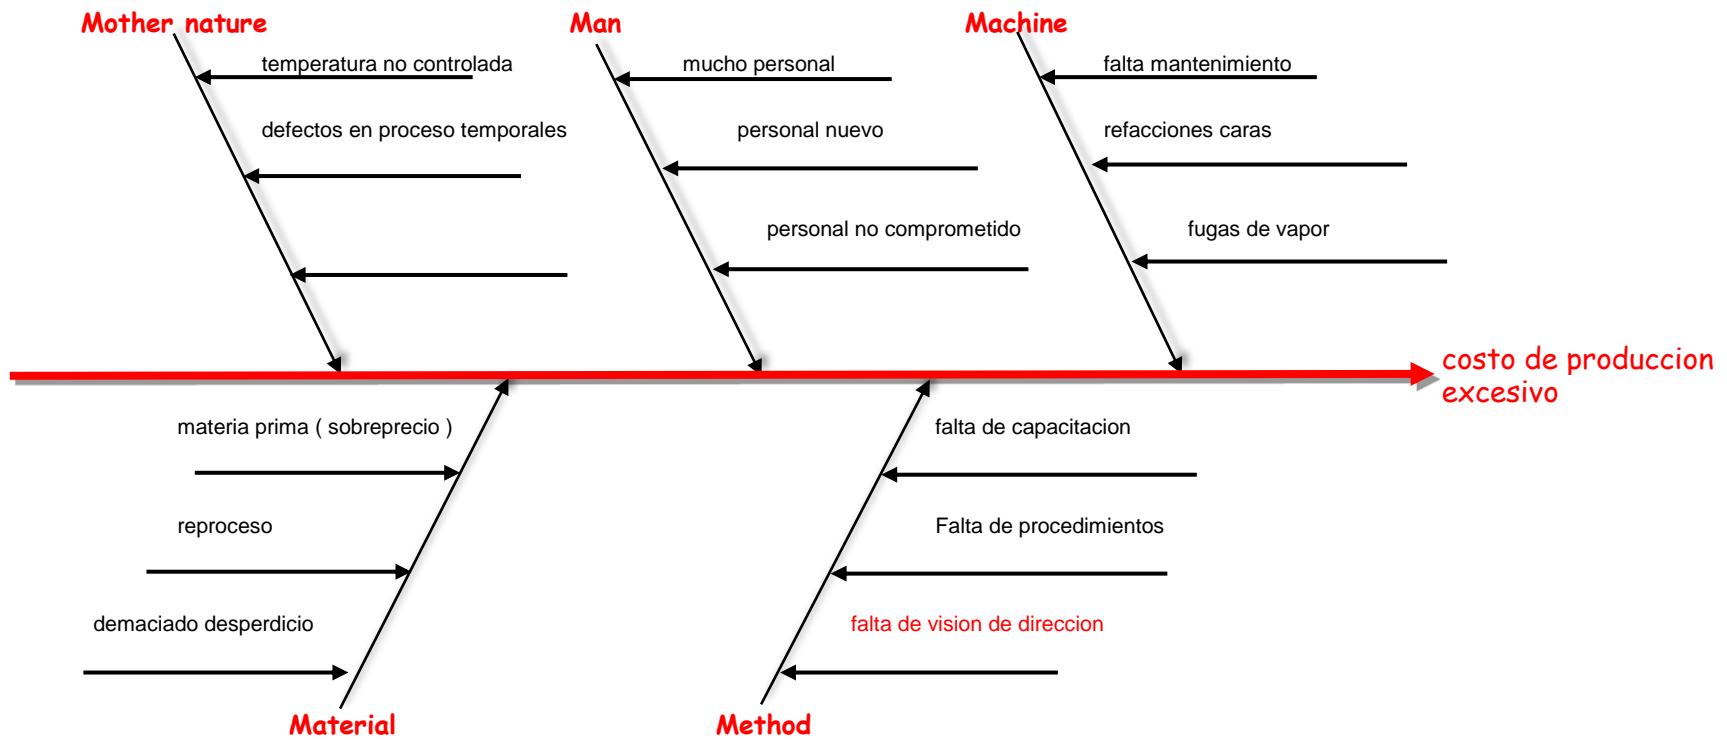 Mother nature
Man
Machine
temperatura no controlada
mucho personal
falta mantenimiento
defectos en proceso temporales
personal nuevo
refacciones caras
personal no comprometido
fugas de vapor
costo de produccion
excesivo
materia prima ( sobreprecio )
falta de capacitacion
reproceso
Falta de procedimientos
demaciado desperdicio
falta de vision de direccion
Material
Method